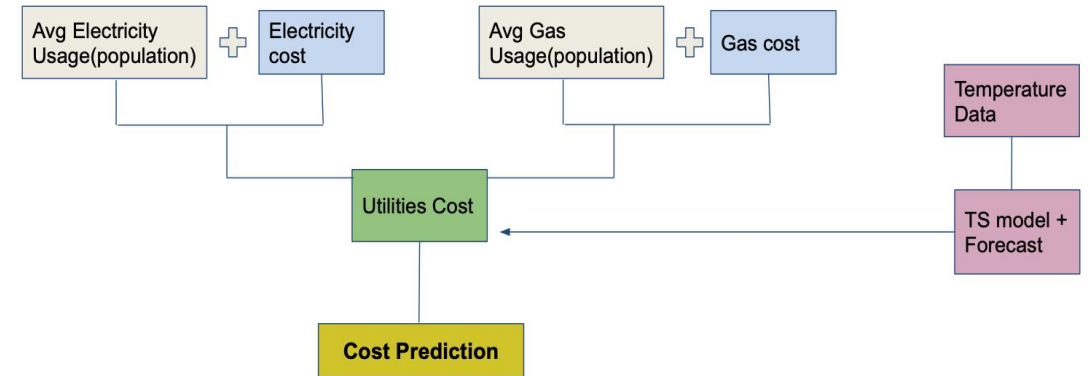 Avg Electricity
Usage(population)
Electricity
cost
Avg Gas
Usage(population)
Gas cost
Temperature
Data
Utilities Cost
TS model +
Forecast
Cost Prediction